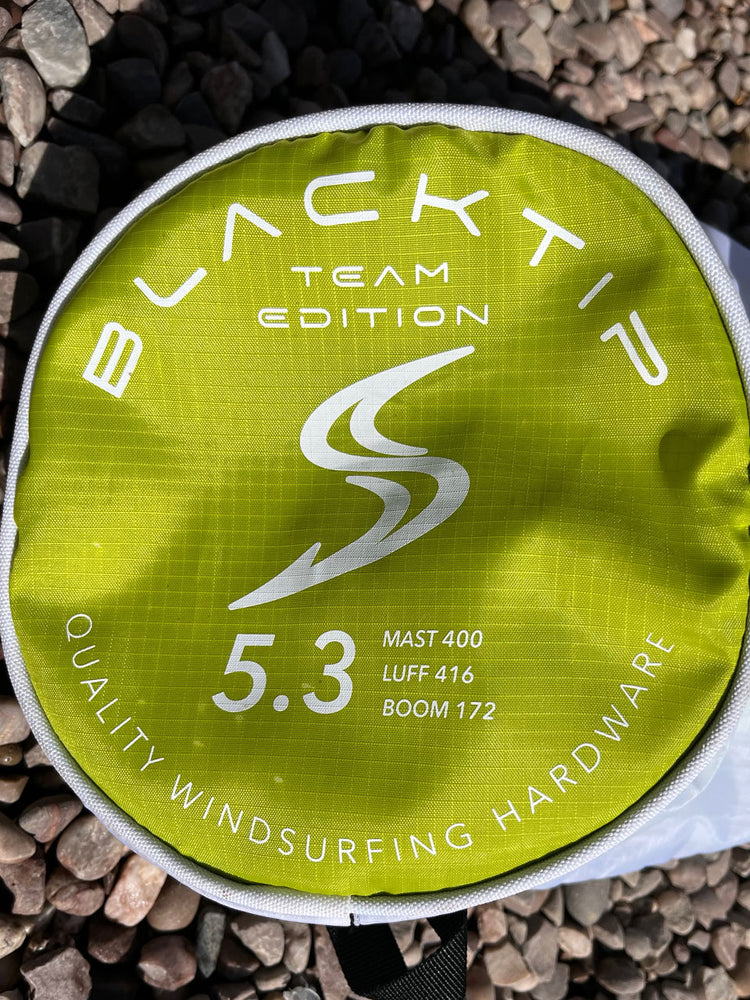 BLACKTIP
TEAM
EDITION
5.3
MAST 400
LUFF 416
BOOM 172
QUALITY WINDSURFING HARDWARE